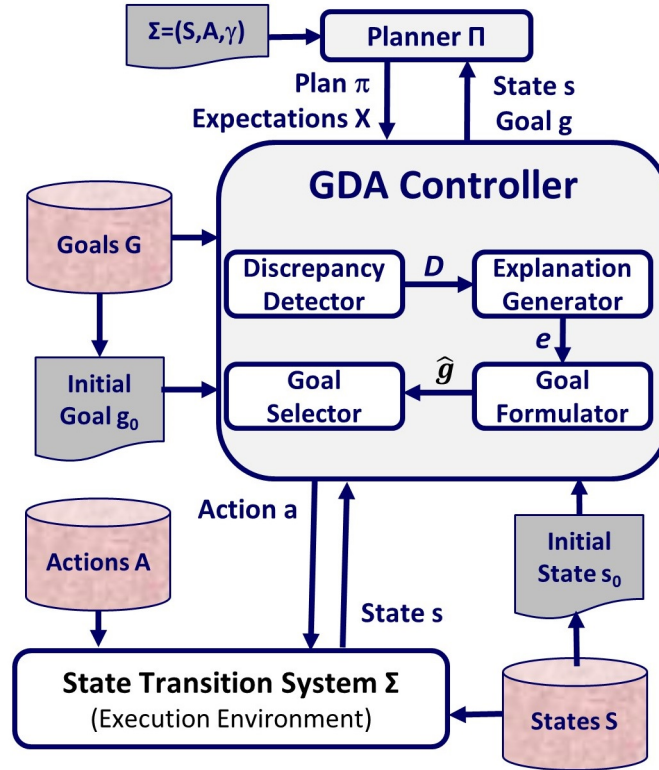 Σ=(S,A,γ)
Planner Π
Plan π
Expectations X
State s
Goal g
GDA Controller
Goals G
Discrepancy
Detector
D
Explanation
Generator
e
Initial
Goal g₀
Goal
Selector
ĝ
Goal
Formulator
Action a
Actions A
State s
Initial
State s₀
State Transition System Σ
(Execution Environment)
States S